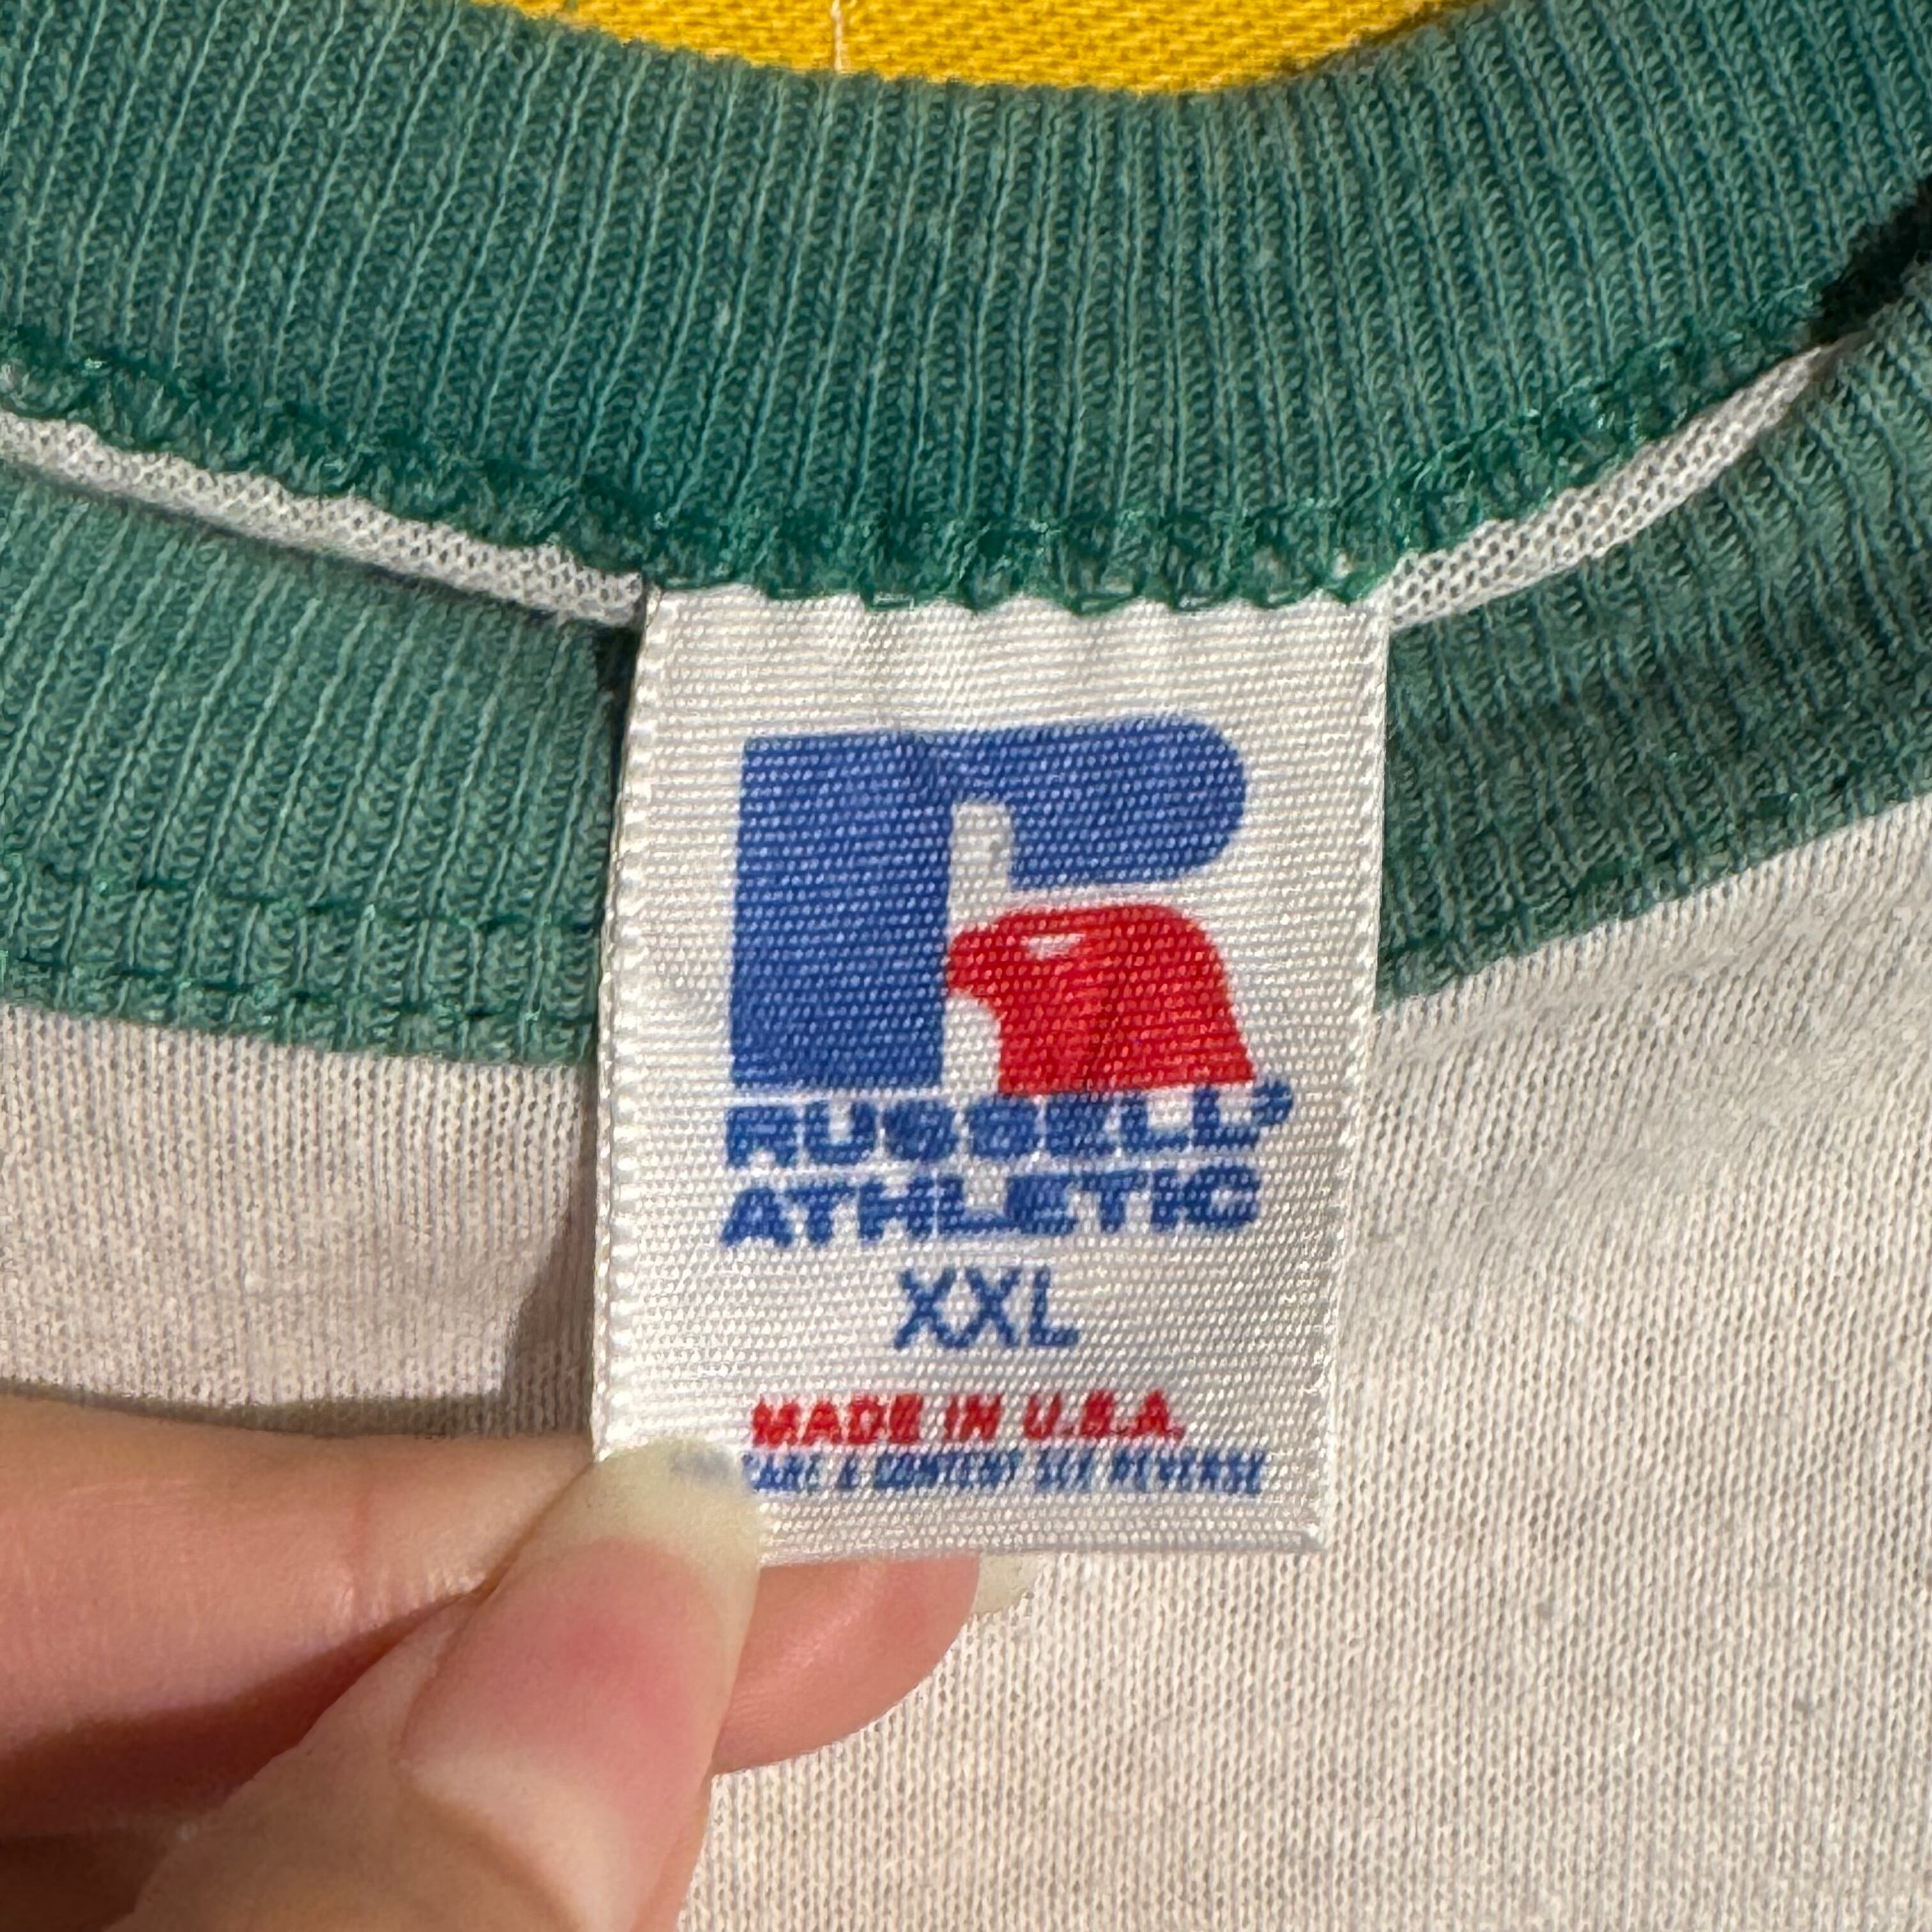 RUSSELL®
ATHLETIC
XXL
MADE IN U.S.A.
CARE & CONTENT SEE REVERSE